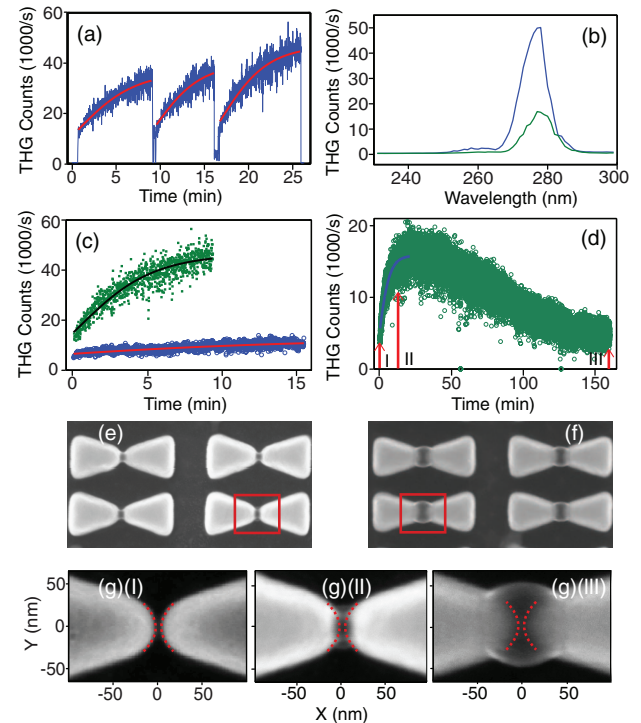 (a)
THG Counts (1000/s)
60
40
20
0
0 5 10 15 20 25
Time (min)
(b)
THG Counts (1000/s)
50
40
30
20
10
0
240 260 280 300
Wavelength (nm)
(c)
THG Counts (1000/s)
60
40
20
0
0 5 10 15
Time (min)
(d)
THG Counts (1000/s)
20
15
10
5
0
I II III
0 50 100 150
Time (min)
(e)
(f)
(g)(I)
(g)(II)
(g)(III)
Y (nm)
50
0
-50
-50 0 50
-50 0 50
-50 0 50
X (nm)